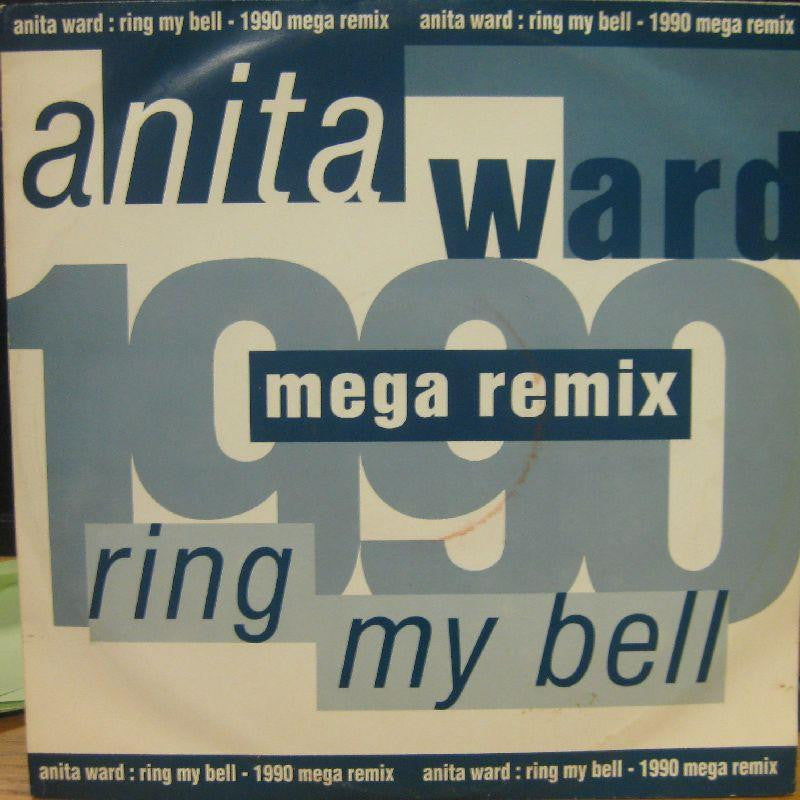 anita ward : ring my bell - 1990 mega remix anita ward : ring my bell - 1990 mega remix
anita
ward
1990
mega remix
ring
my bell
anita ward : ring my bell - 1990 mega remix anita ward : ring my bell - 1990 mega remix